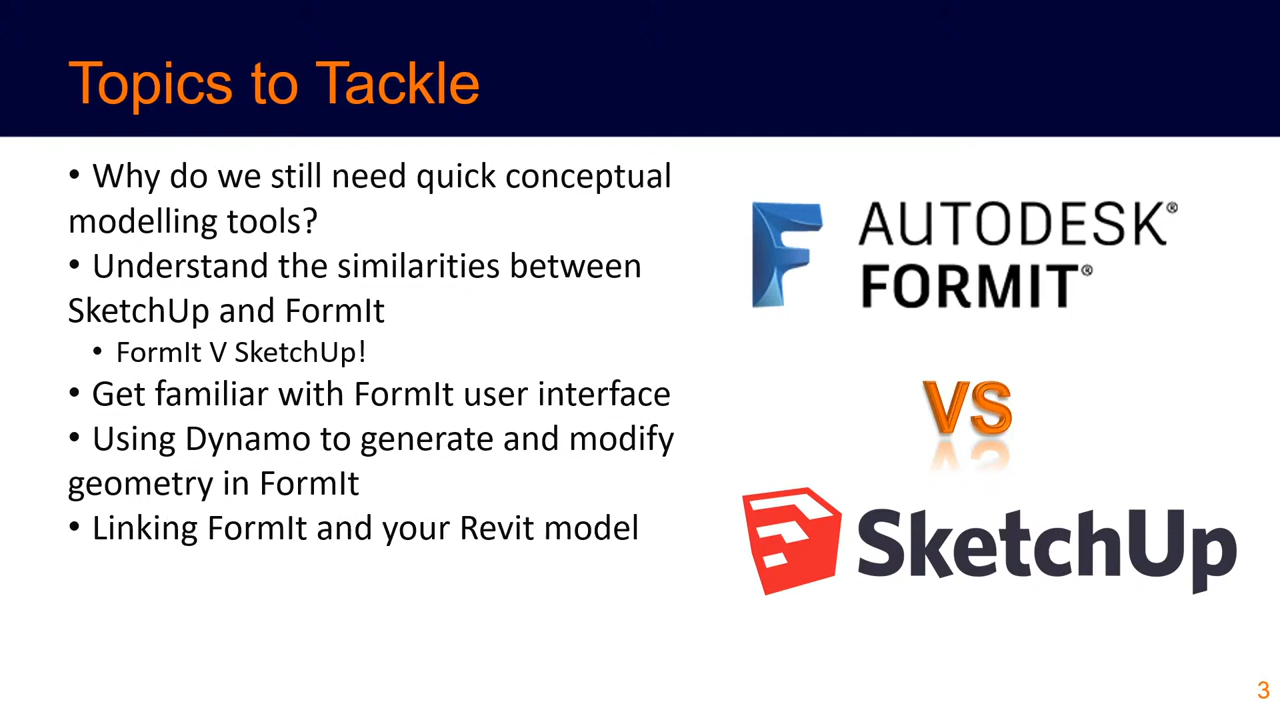 Topics to Tackle
• Why do we still need quick conceptual
modelling tools?
• Understand the similarities between
SketchUp and FormIt
• FormIt V SketchUp!
• Get familiar with FormIt user interface
• Using Dynamo to generate and modify
geometry in FormIt
• Linking FormIt and your Revit model
AUTODESK®
FORMIT®
VS
SketchUp
3